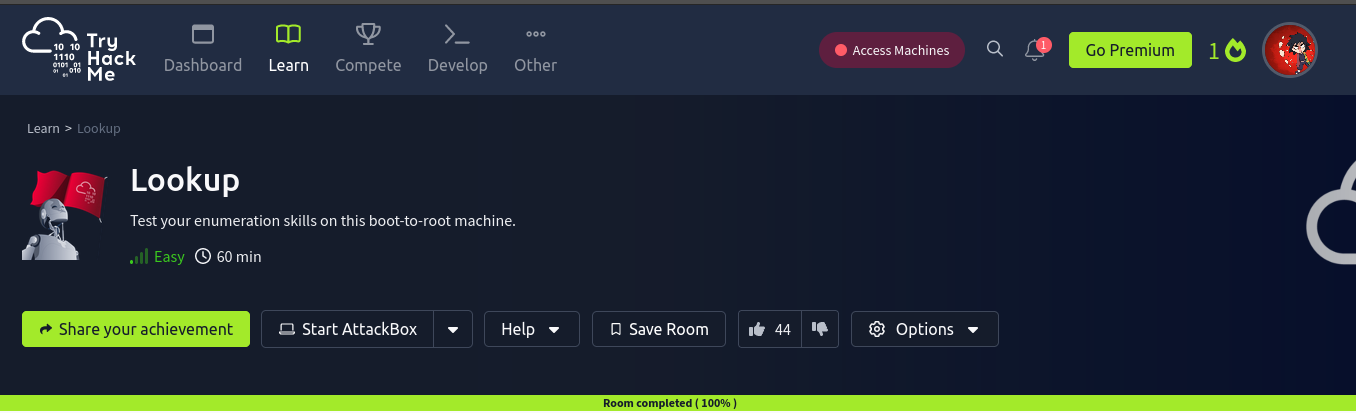 Try
Hack
Me
10 10
1110
0101 01
01 010
01
Dashboard Learn Compete Develop Other
Access Machines
1
Go Premium
1
Learn > Lookup
Lookup
Test your enumeration skills on this boot-to-root machine.
Easy 60 min
Share your achievement Start AttackBox Help Save Room 44 Options
Room completed ( 100% )